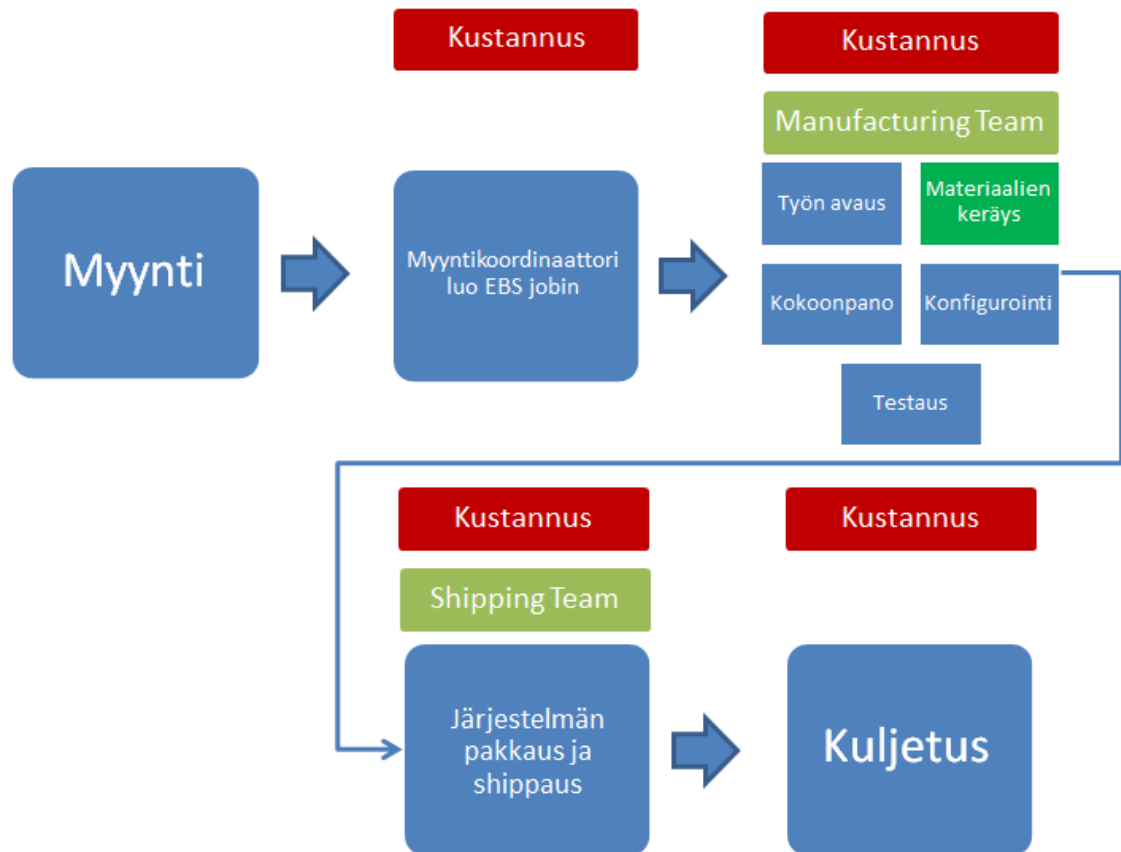 Kustannus
Kustannus
Manufacturing Team
Myynti
Myyntikoordinaattori
luo EBS jobin
Työn avaus
Materiaalien
keräys
Kokoonpano
Konfigurointi
Testaus
Kustannus
Kustannus
Shipping Team
Järjestelmän
pakkaus ja
shippaus
Kuljetus